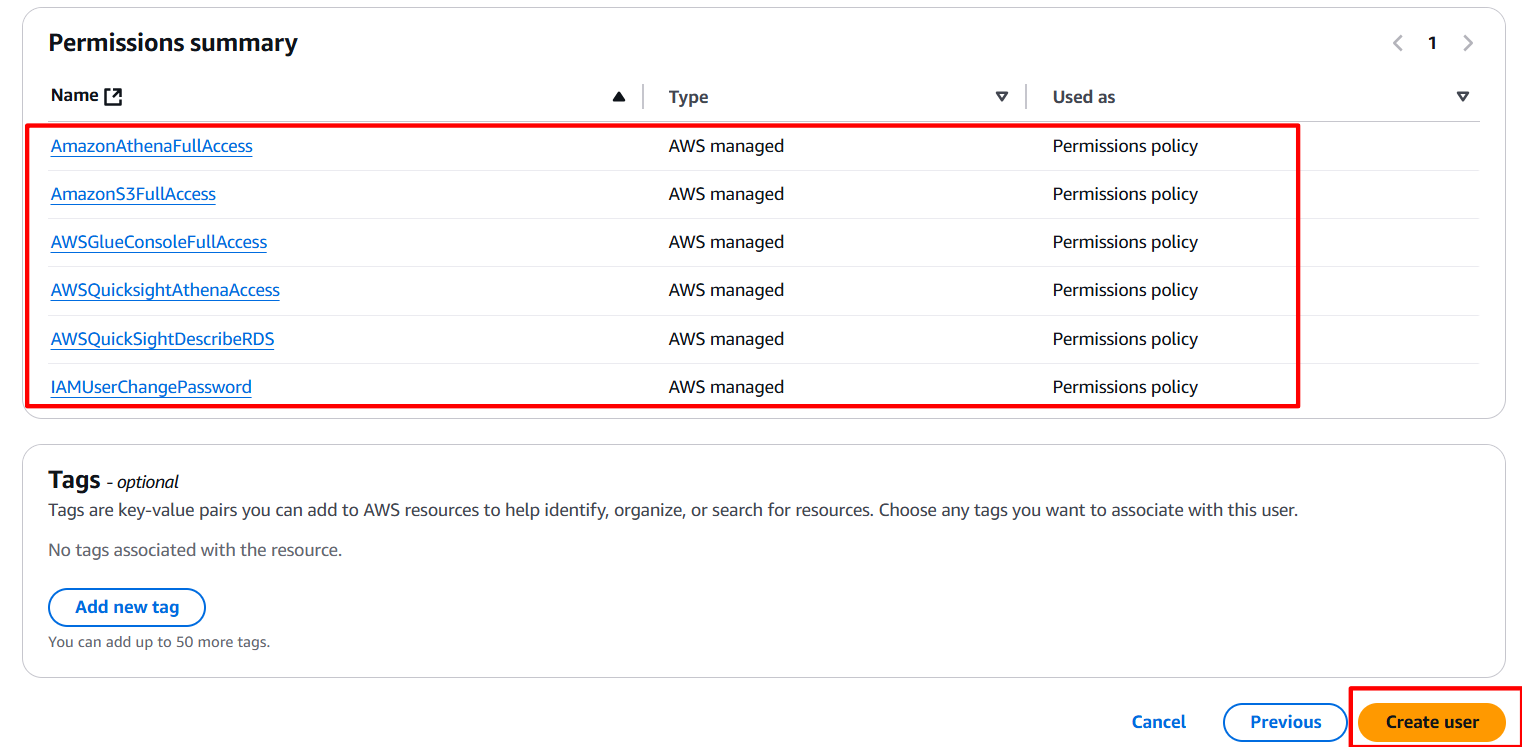 Permissions summary
1
Name Type Used as
AmazonAthenaFullAccess AWS managed Permissions policy
AmazonS3FullAccess AWS managed Permissions policy
AWSGlueConsoleFullAccess AWS managed Permissions policy
AWSQuicksightAthenaAccess AWS managed Permissions policy
AWSQuickSightDescribeRDS AWS managed Permissions policy
IAMUserChangePassword AWS managed Permissions policy
Tags - optional
Tags are key-value pairs you can add to AWS resources to help identify, organize, or search for resources. Choose any tags you want to associate with this user.
No tags associated with the resource.
Add new tag
You can add up to 50 more tags.
Cancel Previous Create user